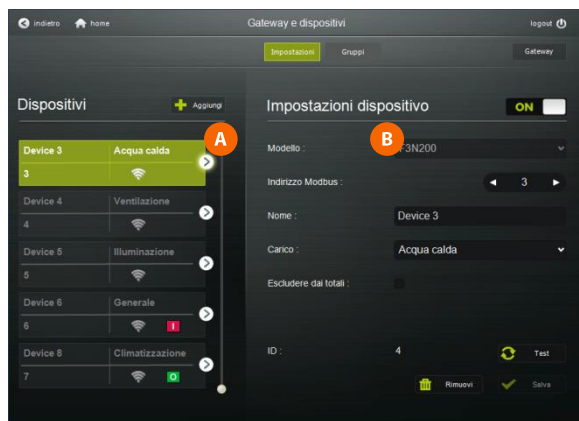 indietro home Gateway e dispositivi logout
Impostazioni Gruppi Gateway
Dispositivi Aggiungi
A
Device 3 Acqua calda
3
Device 4 Ventilazione
4
Device 5 Illuminazione
5
Device 6 Generale
6 I
Device 8 Climatizzazione
7 O
Impostazioni dispositivo ON
B
Modello : F3N200
Indirizzo Modbus : 3
Nome : Device 3
Carico : Acqua calda
Escludere dai totali :
ID : 4 Test
Rimuovi Salva